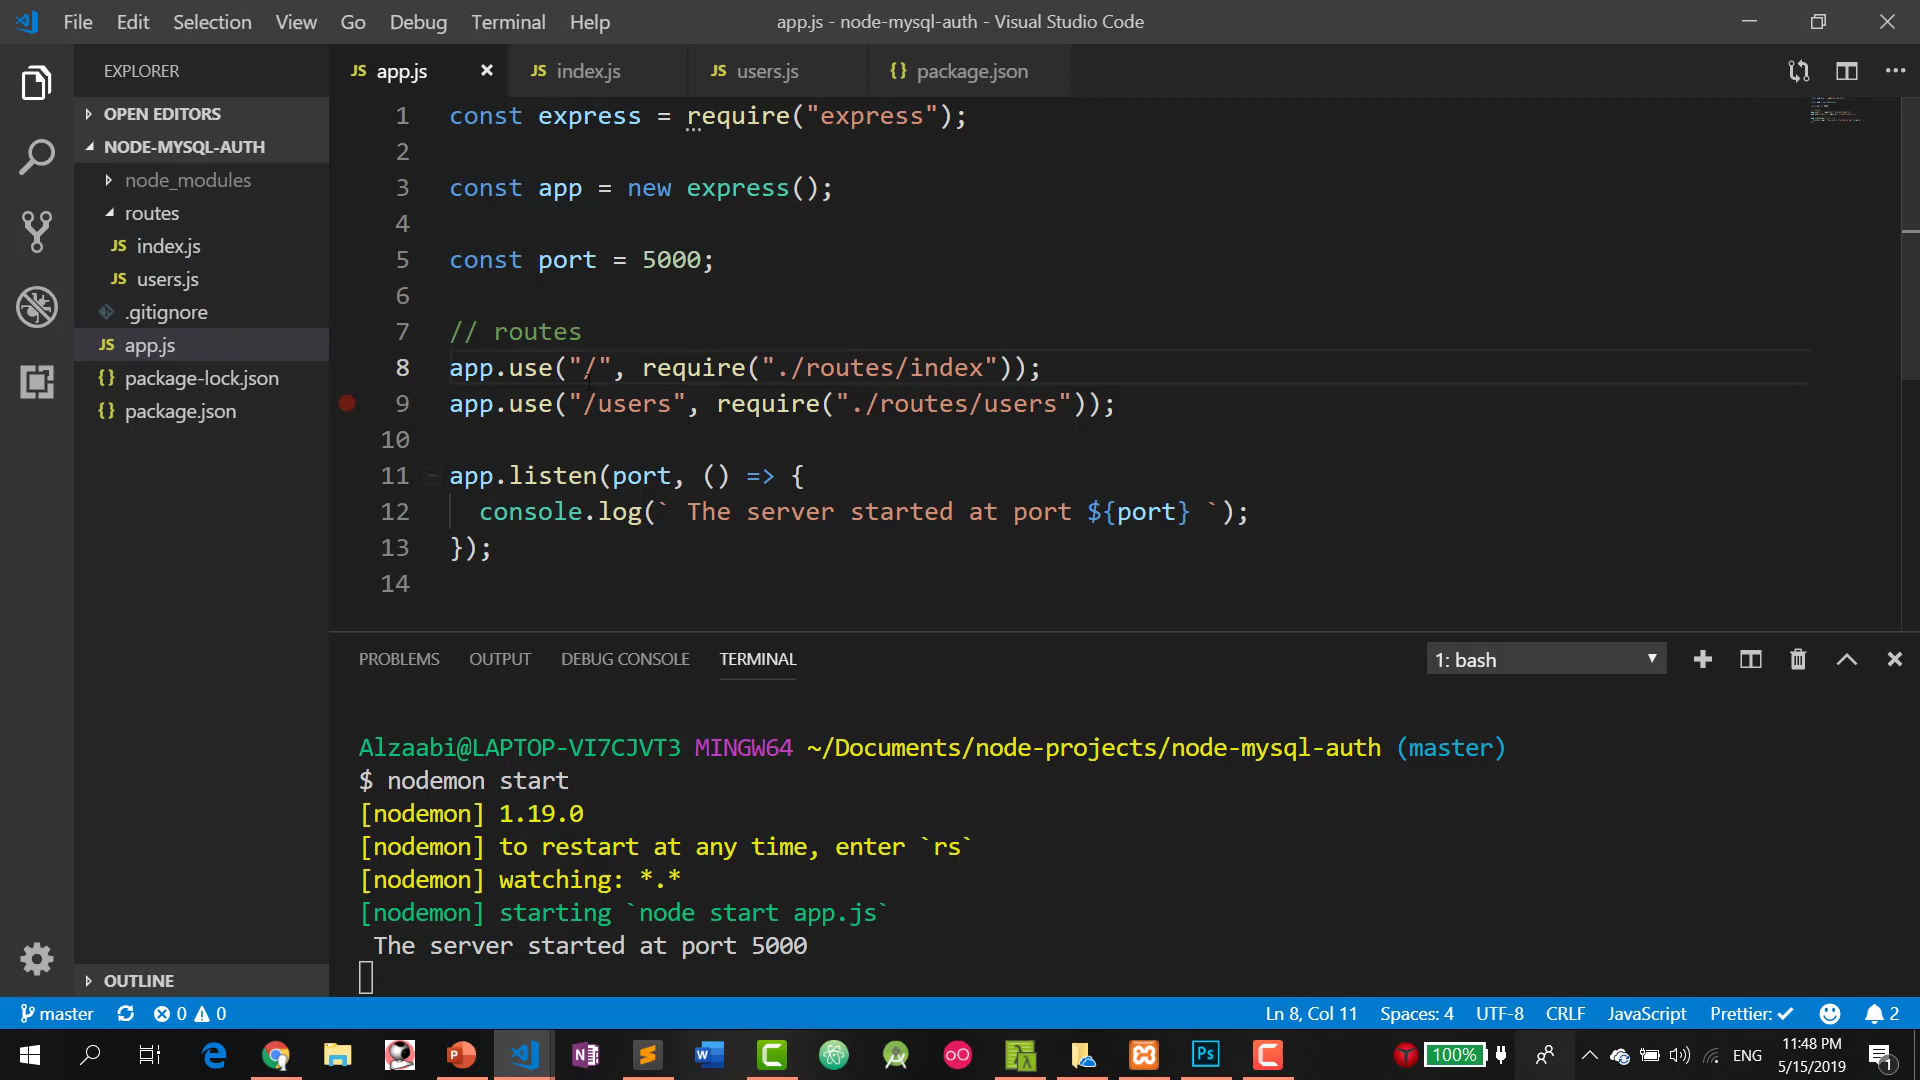 File Edit Selection View Go Debug Terminal Help
app.js - node-mysql-auth - Visual Studio Code
EXPLORER
OPEN EDITORS
NODE-MYSQL-AUTH
node_modules
routes
JS index.js
JS users.js
.gitignore
JS app.js
{} package-lock.json
{} package.json
OUTLINE
JS app.js
JS index.js
JS users.js
{} package.json
1 const express = require("express");
2
3 const app = new express();
4
5 const port = 5000;
6
7 // routes
8 app.use("/", require("./routes/index"));
9 app.use("/users", require("./routes/users"));
10
11 app.listen(port, () => {
12 console.log(` The server started at port ${port} `);
13 });
14
PROBLEMS OUTPUT DEBUG CONSOLE TERMINAL
1: bash
Alzaabi@LAPTOP-VI7CJVT3 MINGW64 ~/Documents/node-projects/node-mysql-auth (master)
$ nodemon start
[nodemon] 1.19.0
[nodemon] to restart at any time, enter `rs`
[nodemon] watching: *.*
[nodemon] starting `node start app.js`
The server started at port 5000
master 0 0
Ln 8, Col 11 Spaces: 4 UTF-8 CRLF JavaScript Prettier: ✓ 2
100% ENG
11:48 PM
5/15/2019
1